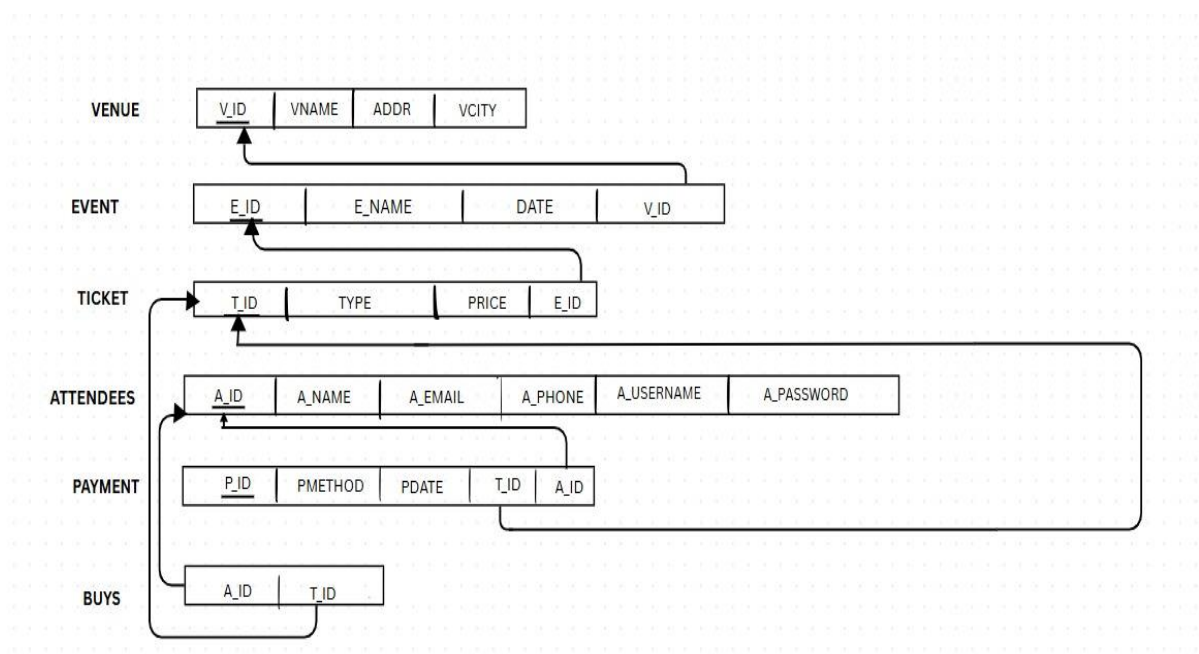 VENUE V_ID VNAME ADDR VCITY
EVENT E_ID E_NAME DATE V_ID
TICKET T_ID TYPE PRICE E_ID
ATTENDEES A_ID A_NAME A_EMAIL A_PHONE A_USERNAME A_PASSWORD
PAYMENT P_ID PMETHOD PDATE T_ID A_ID
BUYS A_ID T_ID